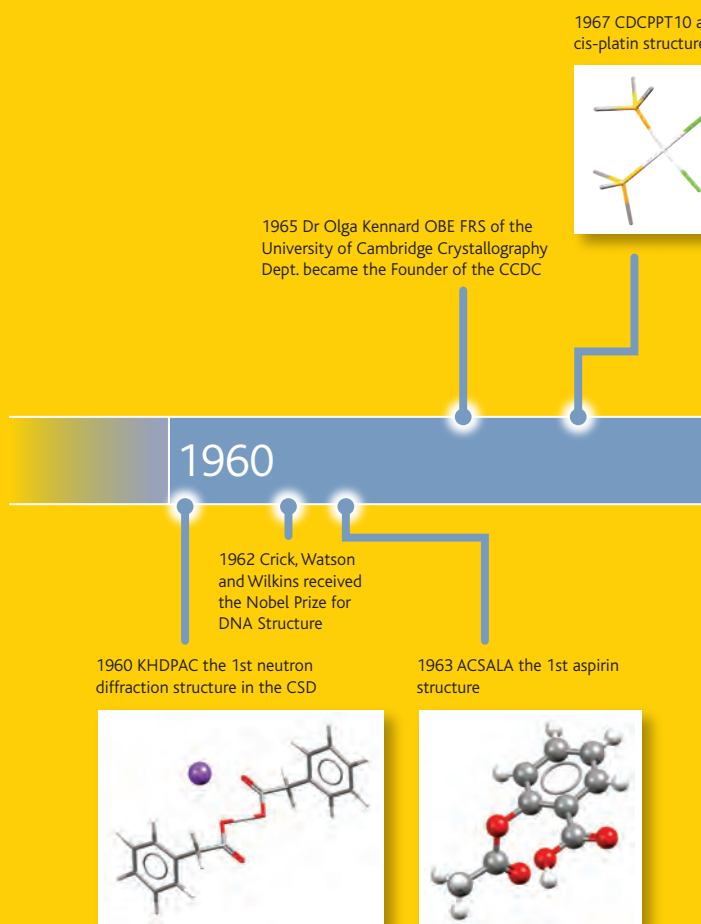 1967 CDCPPT10
cis-platin structure
1965 Dr Olga Kennard OBE FRS of the
University of Cambridge Crystallography
Dept. became the Founder of the CCDC
1960
1962 Crick, Watson
and Wilkins received
the Nobel Prize for
DNA Structure
1960 KHDPAC the 1st neutron
diffraction structure in the CSD
1963 ACSALA the 1st aspirin
structure